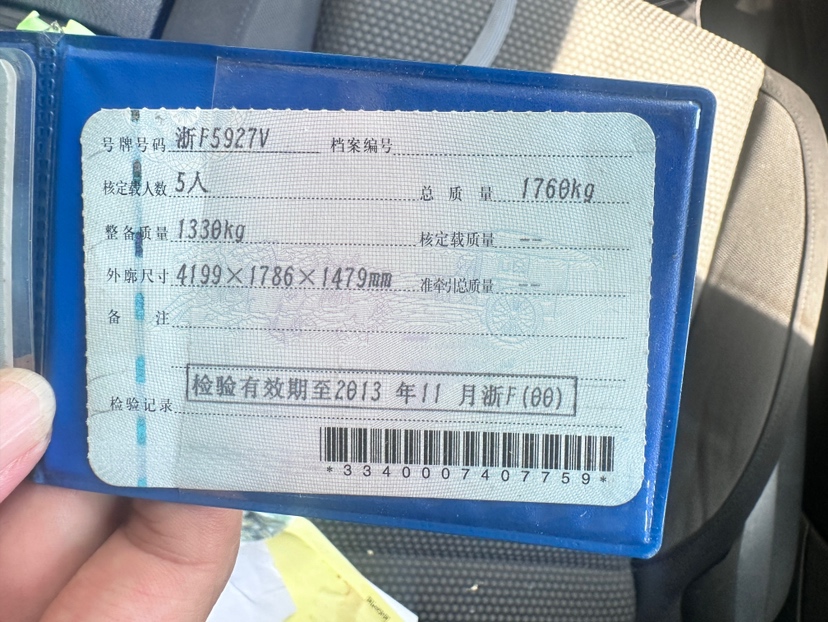 号牌号码 浙F5927V 档案编号
核定载人数 5人 总质量 1760kg
整备质量 1330kg 核定载质量 --
外廓尺寸 4199×1786×1479mm 准牵引总质量 --
备注
检验记录 检验有效期至2013 年11 月浙F(00)
*3340007407759*